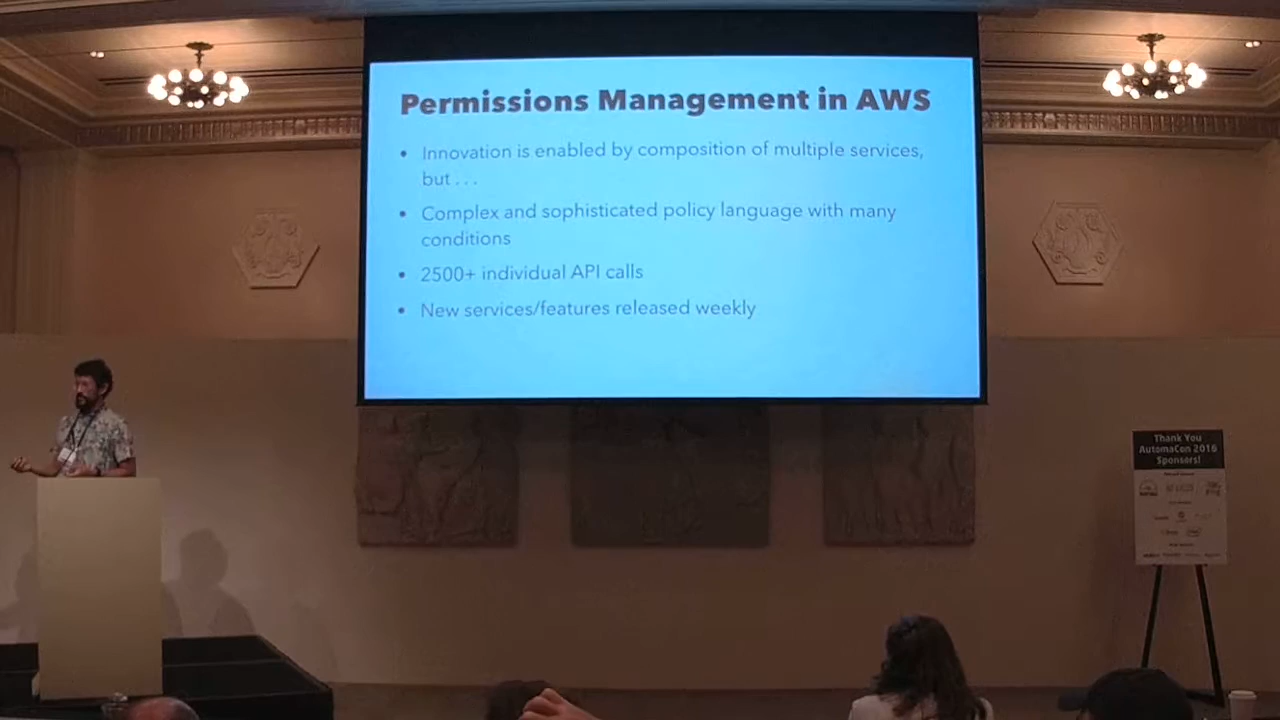 Permissions Management in AWS
• Innovation is enabled by composition of multiple services,
but . . .
• Complex and sophisticated policy language with many
conditions
• 2500+ individual API calls
• New services/features released weekly
Thank You
AutomaCon 2016
Sponsors!